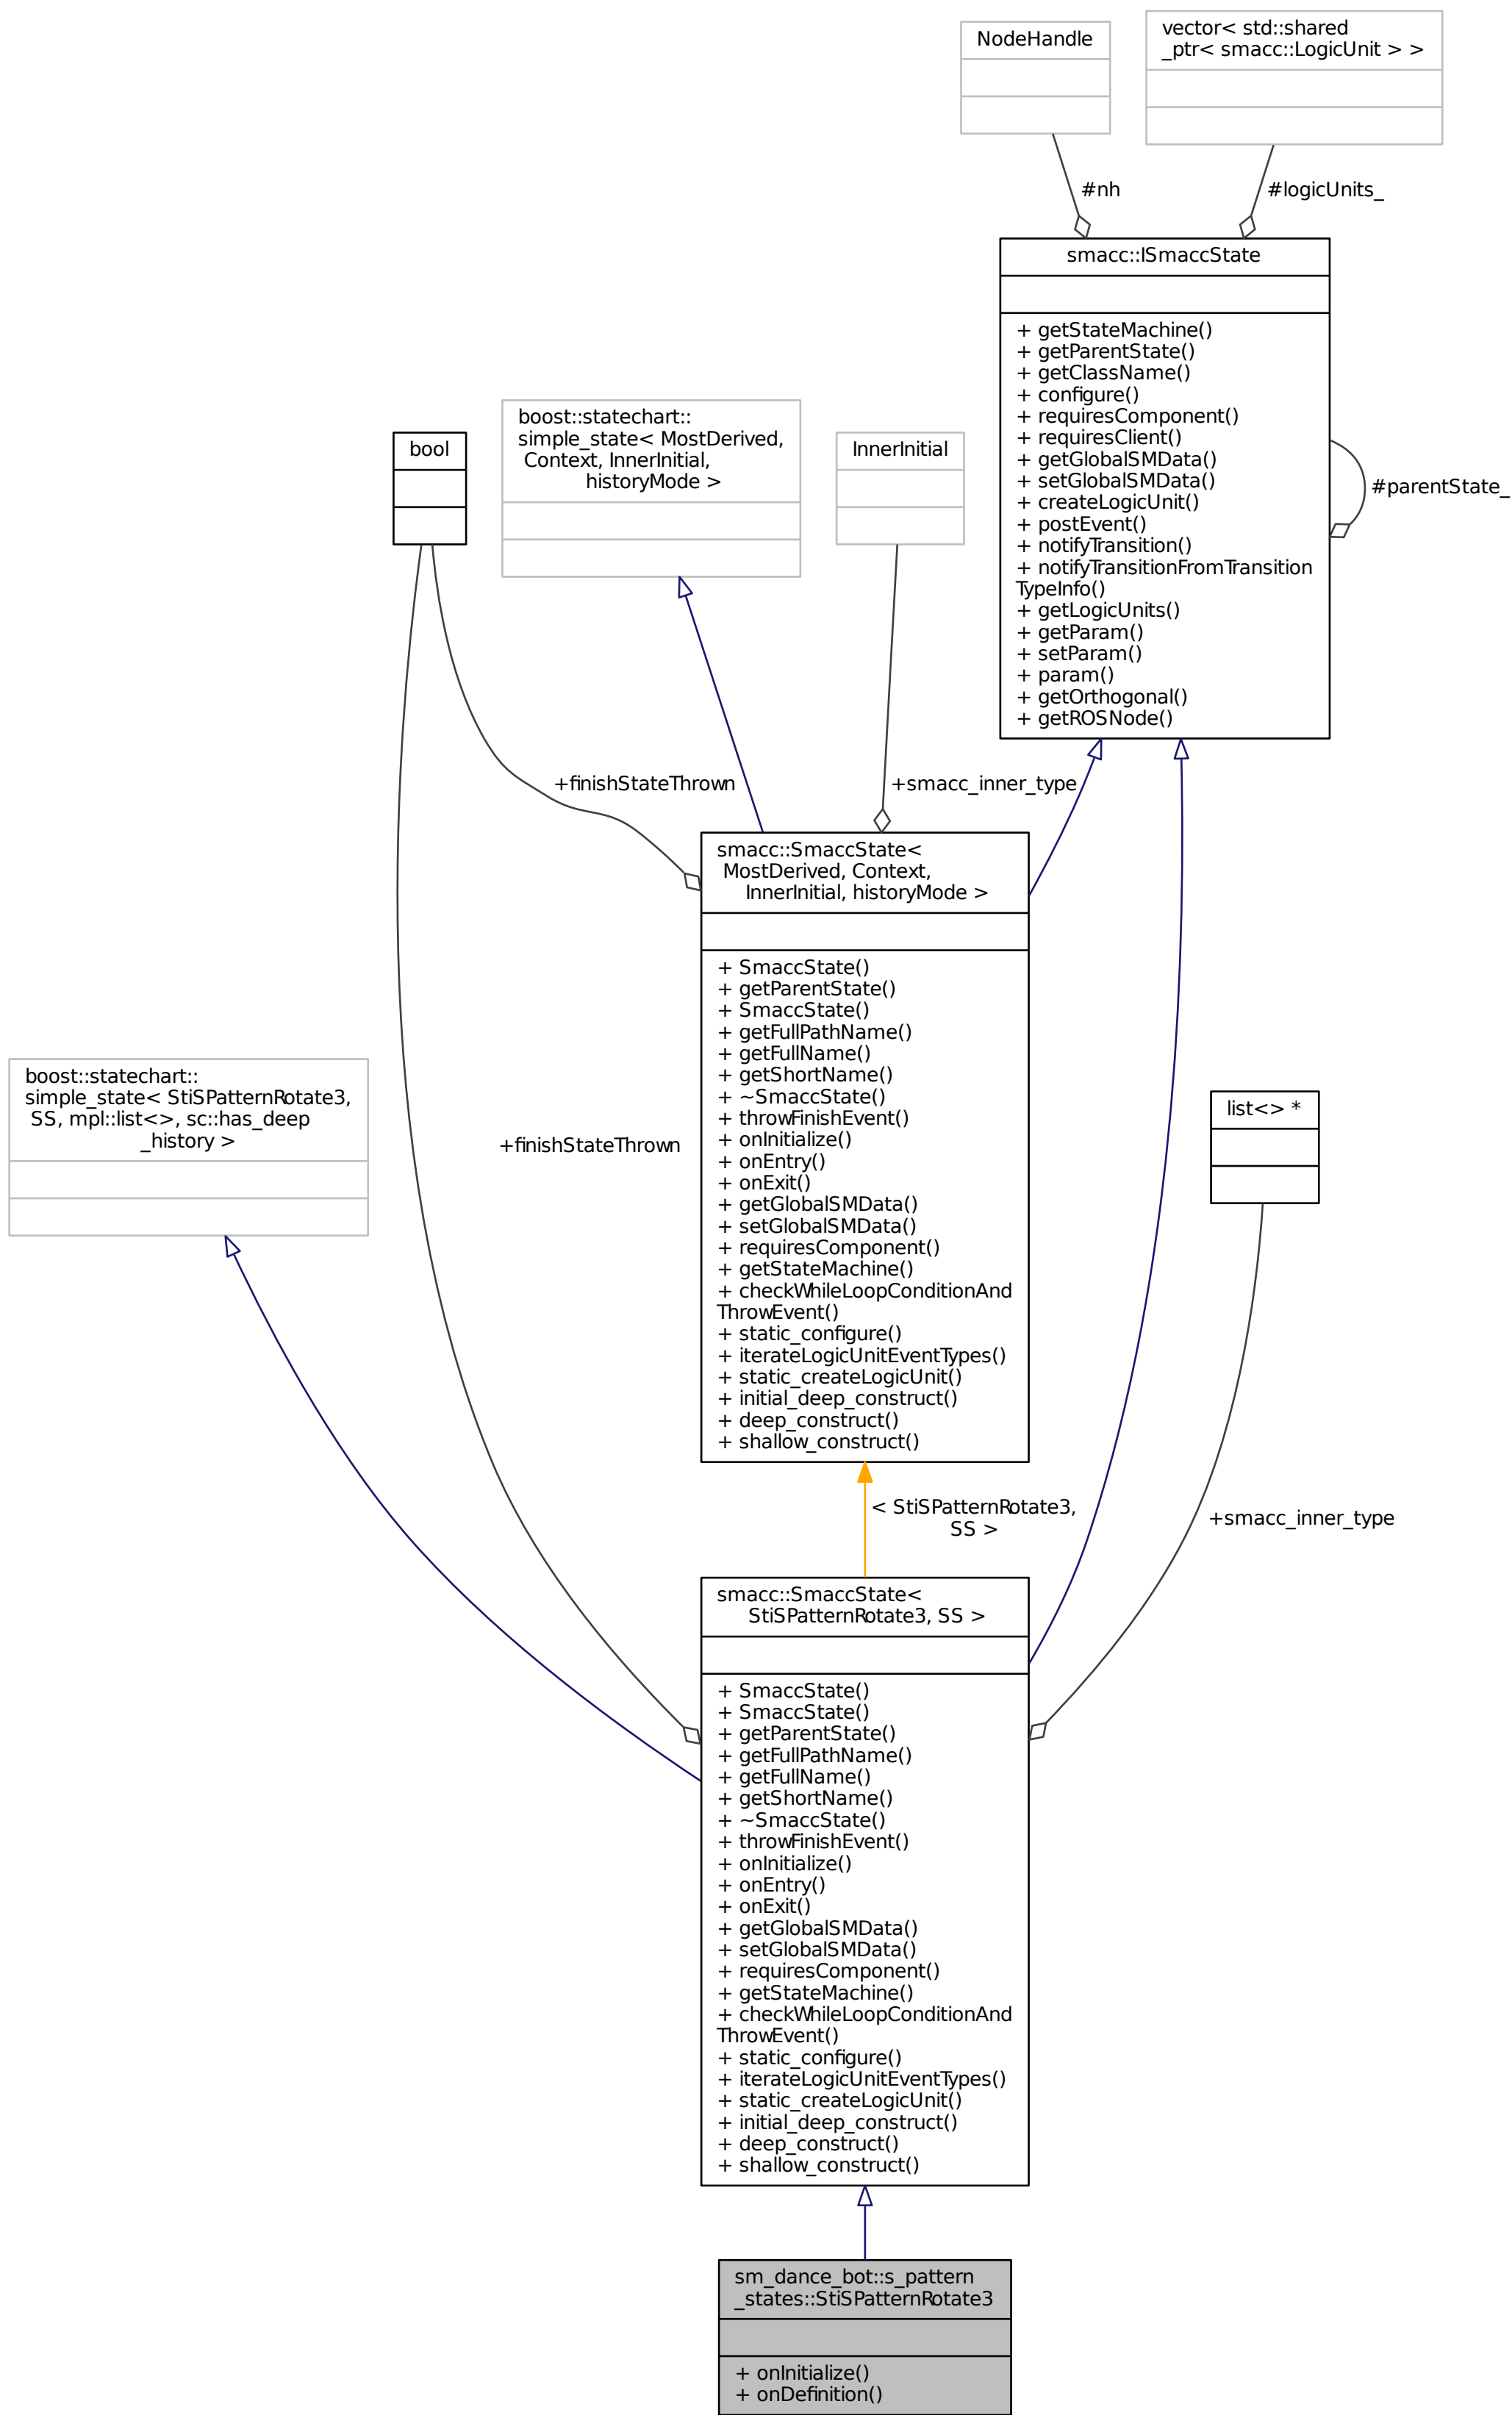 NodeHandle
vector< std::shared
_ptr< smacc::LogicUnit > >
#nh
#logicUnits_
smacc::ISmaccState
+ getStateMachine()
+ getParentState()
+ getClassName()
+ configure()
+ requiresComponent()
+ requiresClient()
+ getGlobalSMData()
+ setGlobalSMData()
+ createLogicUnit()
+ postEvent()
+ notifyTransition()
+ notifyTransitionFromTransition
TypeInfo()
+ getLogicUnits()
+ getParam()
+ setParam()
+ param()
+ getOrthogonal()
+ getROSNode()
#parentState_
bool
boost::statechart::
simple_state< MostDerived,
Context, InnerInitial,
historyMode >
InnerInitial
+finishStateThrown
+smacc_inner_type
smacc::SmaccState<
MostDerived, Context,
InnerInitial, historyMode >
+ SmaccState()
+ getParentState()
+ SmaccState()
+ getFullPathName()
+ getFullName()
+ getShortName()
+ ~SmaccState()
+ throwFinishEvent()
+ onInitialize()
+ onEntry()
+ onExit()
+ getGlobalSMData()
+ setGlobalSMData()
+ requiresComponent()
+ getStateMachine()
+ checkWhileLoopConditionAnd
ThrowEvent()
+ static_configure()
+ iterateLogicUnitEventTypes()
+ static_createLogicUnit()
+ initial_deep_construct()
+ deep_construct()
+ shallow_construct()
boost::statechart::
simple_state< StiSPatternRotate3,
SS, mpl::list<>, sc::has_deep
_history >
+finishStateThrown
list<> *
< StiSPatternRotate3,
SS >
+smacc_inner_type
smacc::SmaccState<
StiSPatternRotate3, SS >
+ SmaccState()
+ SmaccState()
+ getParentState()
+ getFullPathName()
+ getFullName()
+ getShortName()
+ ~SmaccState()
+ throwFinishEvent()
+ onInitialize()
+ onEntry()
+ onExit()
+ getGlobalSMData()
+ setGlobalSMData()
+ requiresComponent()
+ getStateMachine()
+ checkWhileLoopConditionAnd
ThrowEvent()
+ static_configure()
+ iterateLogicUnitEventTypes()
+ static_createLogicUnit()
+ initial_deep_construct()
+ deep_construct()
+ shallow_construct()
sm_dance_bot::s_pattern
_states::StiSPatternRotate3
+ onInitialize()
+ onDefinition()